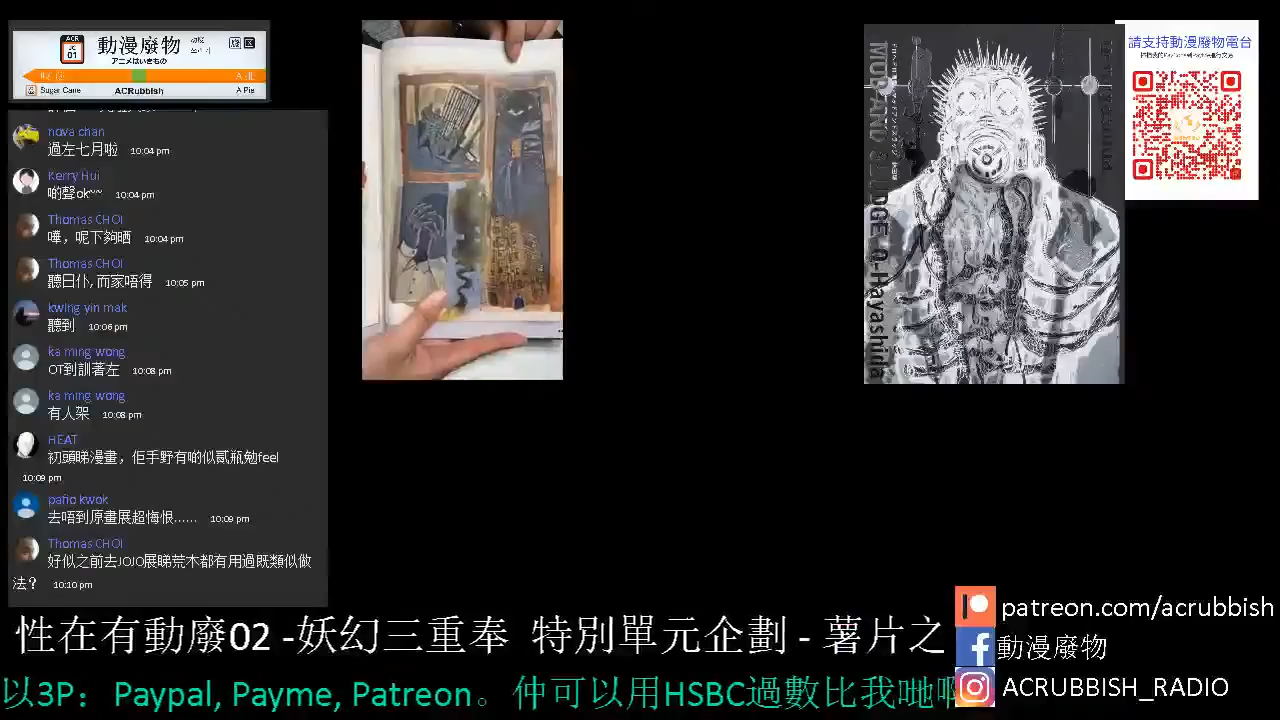 ACR
JC
01
動漫廢物
アニメはいきもの
Sugar Cane
ACRubbish
A Pie
nova chan
過左七月啦 10:04 pm
Kerry Hui
啲聲ok~~ 10:04 pm
Thomas CHOI
嘩，呢下夠晒 10:04 pm
Thomas CHOI
聽日仆, 而家唔得 10:05 pm
kwing yin mak
聽到 10:06 pm
ka ming wong
OT到訓著左 10:08 pm
ka ming wong
有人架 10:08 pm
HEAT
初頭睇漫畫，佢手野有啲似貳瓶勉feel
10:09 pm
paño kwok
去唔到原畫展超悔恨...... 10:09 pm
Thomas CHOI
好似之前去JOJO展睇荒木都有用過既類似做
法? 10:10 pm
MUD AND SLUDGE Q-Hayashida
請支持動漫廢物電台
性在有動廢02 -妖幻三重奉 特別單元企劃 - 薯片之
以3P： Paypal, Payme, Patreon。仲可以用HSBC過數比我哋
patreon.com/acrubbish
動漫廢物
ACRUBBISH_RADIO